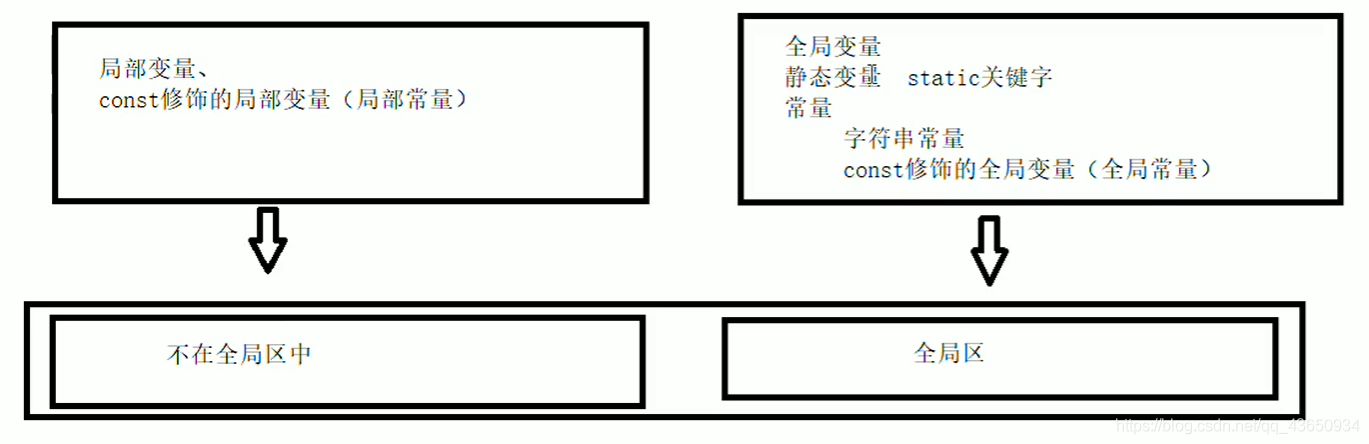 局部变量、
const修饰的局部变量（局部常量）
全局变量
静态变量 static关键字
常量
字符串常量
const修饰的全局变量（全局常量）
不在全局区中
全局区
https://blog.csdn.net/qq_43650934